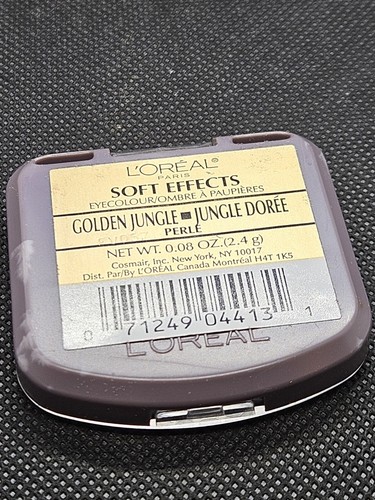 L'ORÉAL®
PARIS
SOFT EFFECTS
EYECOLOUR/OMBRE À PAUPIÈRES
GOLDEN JUNGLE ■ JUNGLE DORÉE
PERLÉ
NET WT. 0.08 OZ.(2.4 g)
Cosmair, Inc. New York, NY 10017
Dist. Par/By L'ORÉAL, Canada Montréal H4T 1K5
0 71249 04413 1
L'ORÉAL